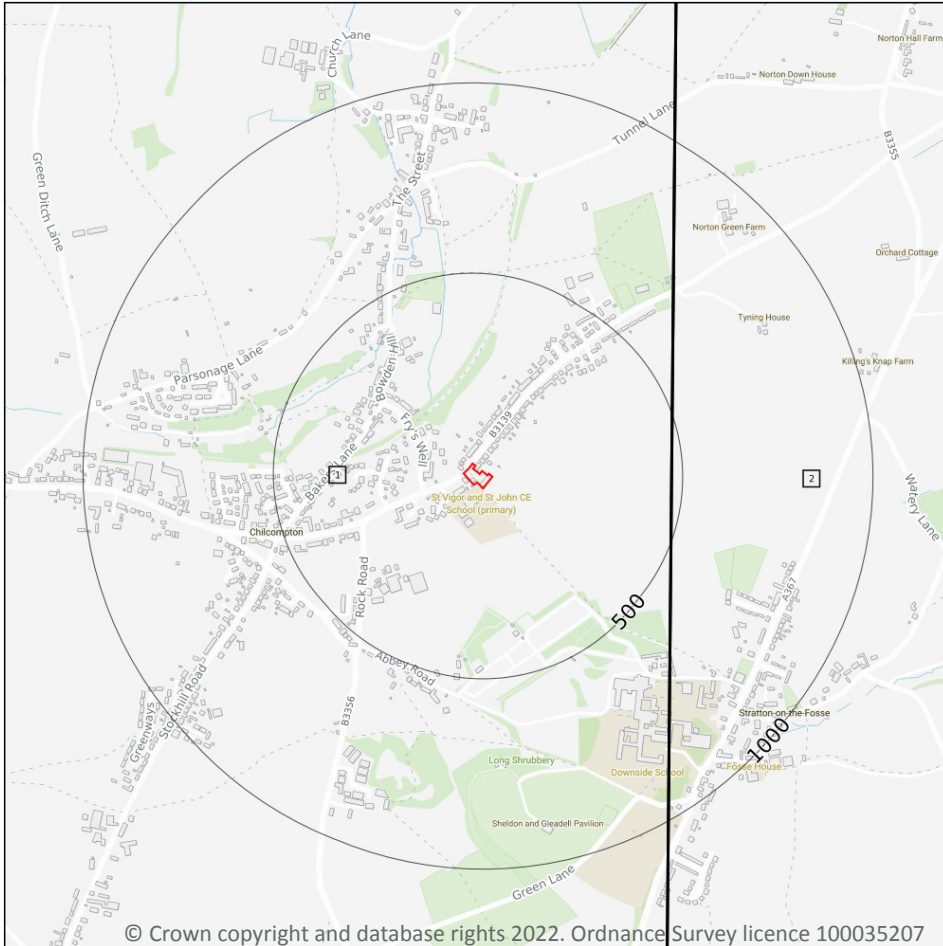 Church Lane
Norton Hall Farm
Norton Down House
Tunnel Lane
B3355
Green Ditch Lane
The Street
Norton Green Farm
Orchard Cottage
Tyning House
Killing's Knap Farm
Parsonage Lane
Bowden Hill
Fry's Well
B3139
Bakers Lane
1
2
St Vigor and St John CE
School (primary)
Watery Lane
Chilcompton
Rock Road
500
A367
Abbey Road
Stockhill Road
Greenways
B3356
Stratton-on-the-Fosse
1000
Long Shrubbery
Downside School
Fosse House
Sheldon and Gleadell Pavilion
Green Lane
© Crown copyright and database rights 2022. Ordnance Survey licence 100035207